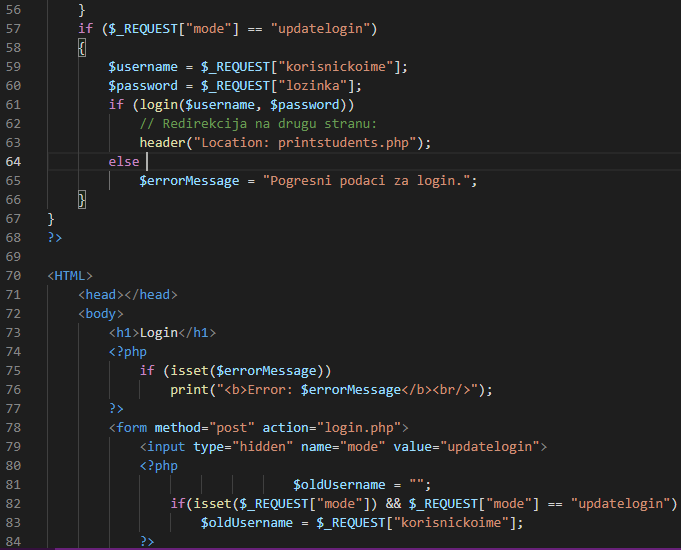 56 }
57 if ($_REQUEST["mode"] == "updatelogin")
58 {
59 $username = $_REQUEST["korisnickoime"];
60 $password = $_REQUEST["lozinka"];
61 if (login($username, $password))
62 // Redirekcija na drugu stranu:
63 header("Location: printstudents.php");
64 else
65 $errorMessage = "Pogresni podaci za login.";
66 }
67 }
68 ?>
69
70 <HTML>
71 <head></head>
72 <body>
73 <h1>Login</h1>
74 <?php
75 if (isset($errorMessage))
76 print("<b>Error: $errorMessage</b><br/>");
77 ?>
78 <form method="post" action="login.php">
79 <input type="hidden" name="mode" value="updatelogin">
80 <?php
81 $oldUsername = "";
82 if(isset($_REQUEST["mode"]) && $_REQUEST["mode"] == "updatelogin")
83 $oldUsername = $_REQUEST["korisnickoime"];
84 ?>